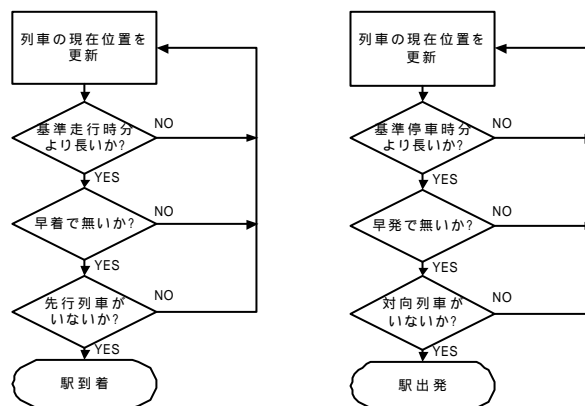 列車の現在位置を
更新
基準走行時分
より長いか?
NO
YES
早着で無いか?
NO
YES
先行列車が
いないか?
NO
YES
駅到着
列車の現在位置を
更新
基準停車時分
より長いか?
NO
YES
早発で無いか?
NO
YES
対向列車が
いないか?
NO
YES
駅出発